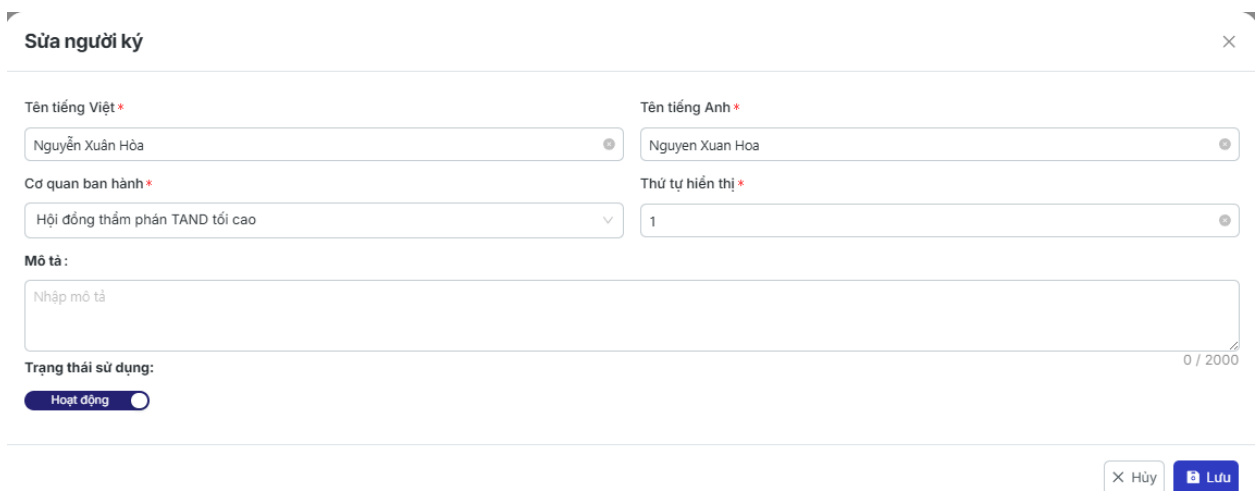 Sửa người ký
Tên tiếng Việt * Tên tiếng Anh *
Nguyễn Xuân Hòa Nguyen Xuan Hoa
Cơ quan ban hành * Thứ tự hiển thị *
Hội đồng thẩm phán TAND tối cao 1
Mô tả :
Nhập mô tả
0 / 2000
Trạng thái sử dụng:
Hoạt động
Hủy Lưu